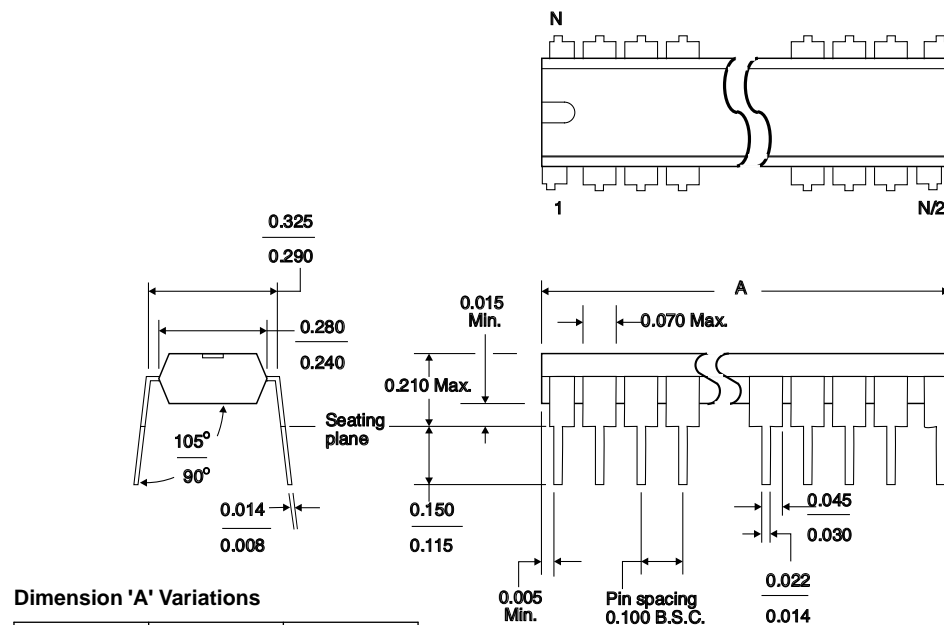 N
1
N/2
0.325
0.290
A
0.015
Min.
0.070 Max.
0.280
0.240
0.210 Max.
Seating
plane
105°
90°
0.014
0.008
0.150
0.115
0.045
0.030
0.005
Min.
Pin spacing
0.100 B.S.C.
0.022
0.014
Dimension 'A' Variations